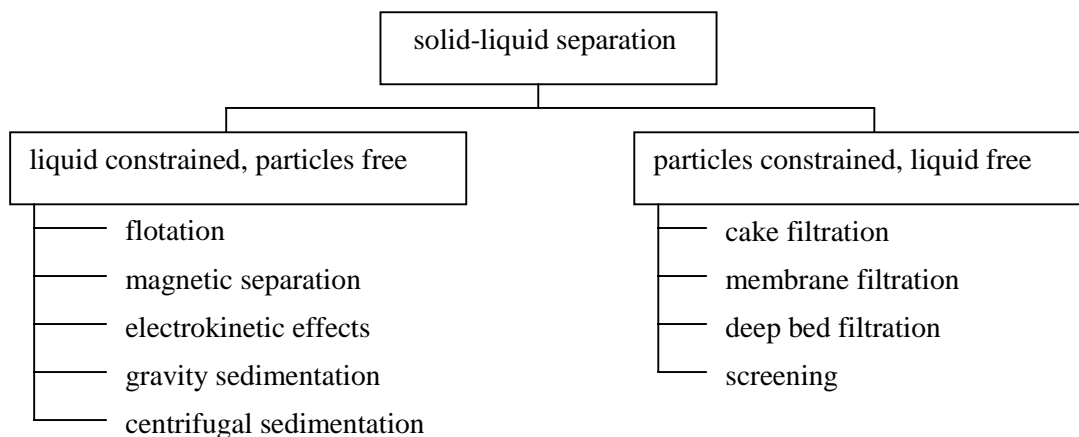 solid-liquid separation
liquid constrained, particles free
flotation
magnetic separation
electrokinetic effects
gravity sedimentation
centrifugal sedimentation
particles constrained, liquid free
cake filtration
membrane filtration
deep bed filtration
screening